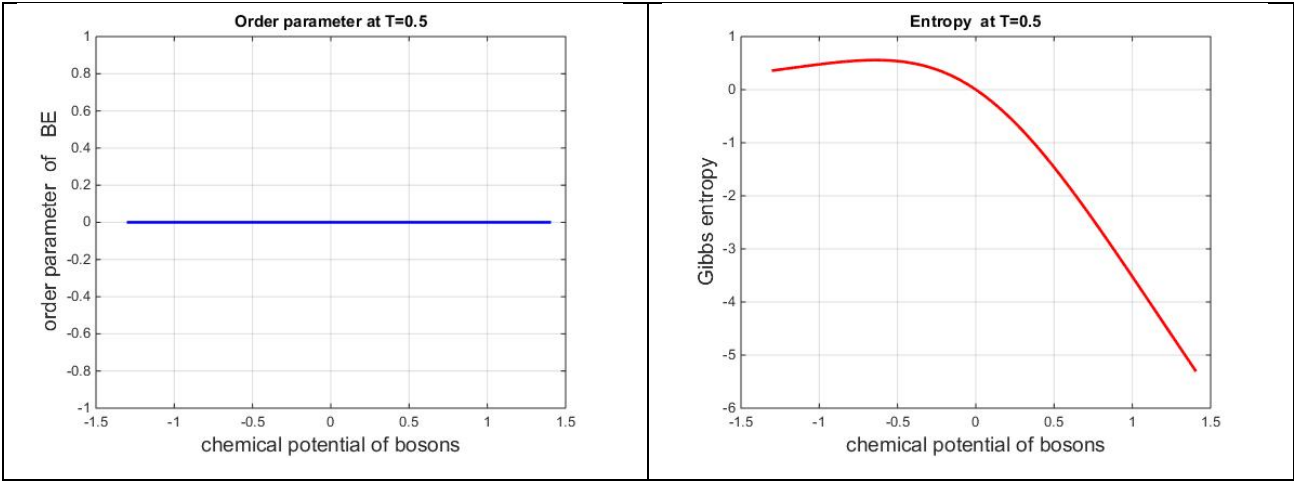 Order parameter at T=0.5
order parameter of BE
1
0.8
0.6
0.4
0.2
0
-0.2
-0.4
-0.6
-0.8
-1
-1.5 -1 -0.5 0 0.5 1 1.5
chemical potential of bosons
Entropy at T=0.5
Gibbs entropy
1
0
-1
-2
-3
-4
-5
-6
-1.5 -1 -0.5 0 0.5 1 1.5
chemical potential of bosons